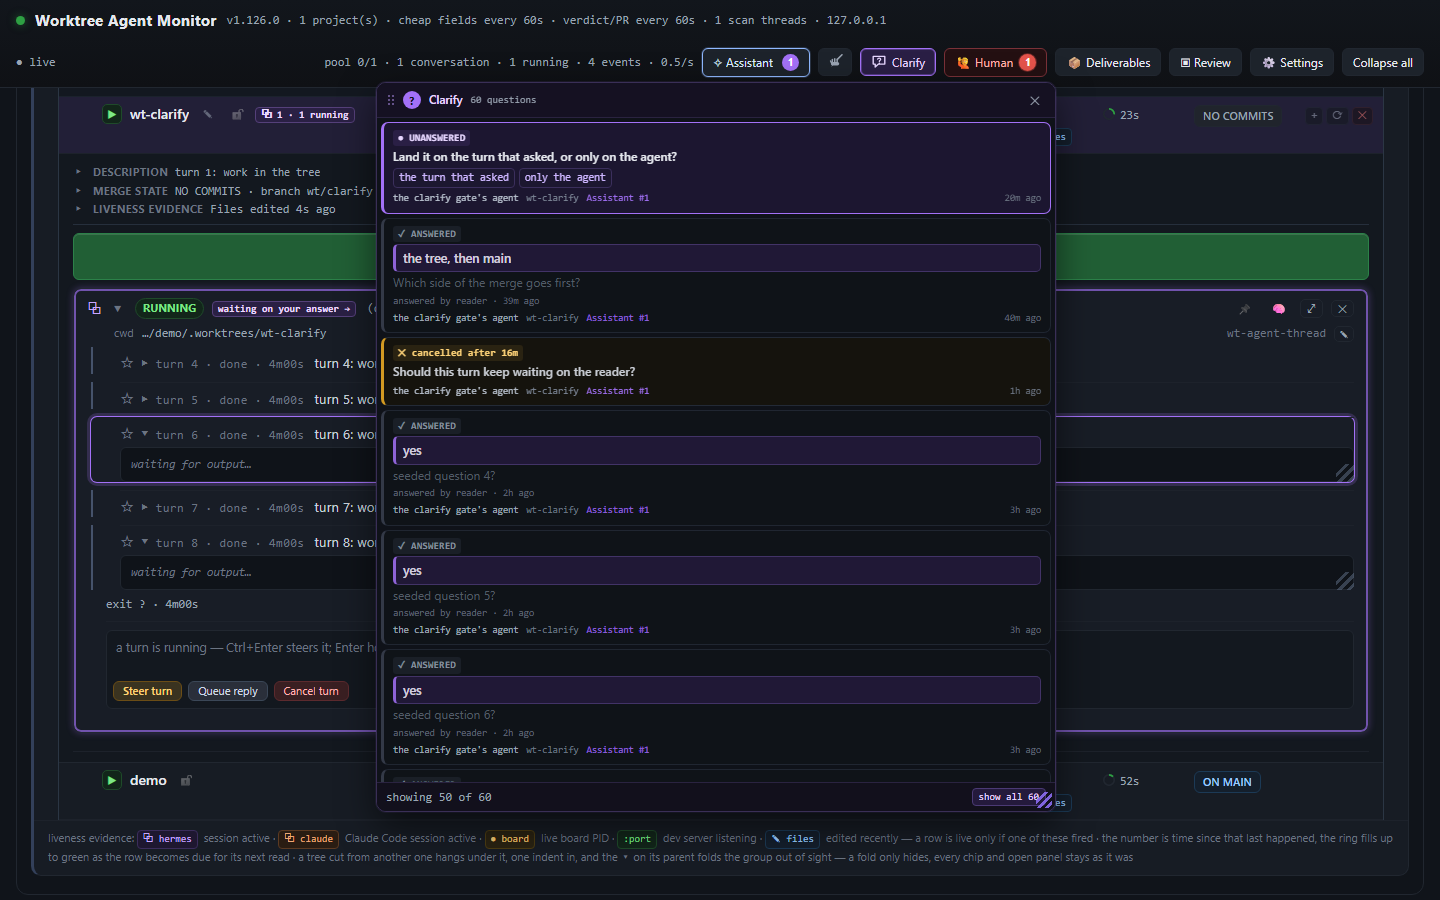 Worktree Agent Monitor v1.126.0 · 1 project(s) · cheap fields every 60s · verdict/PR every 60s · 1 scan threads · 127.0.0.1
● live pool 0/1 · 1 conversation · 1 running · 4 events · 0.5/s Assistant 1 Clarify Human 1 Deliverables Review Settings Collapse all
? Clarify 60 questions
wt-clarify 1 · 1 running 23s NO COMMITS
DESCRIPTION turn 1: work in the tree
MERGE STATE NO COMMITS · branch wt/clarify
LIVENESS EVIDENCE Files edited 4s ago
RUNNING waiting on your answer →
cwd …/demo/.worktrees/wt-clarify wt-agent-thread
turn 4 · done · 4m00s turn 4:
turn 5 · done · 4m00s turn 5:
turn 6 · done · 4m00s turn 6:
waiting for output…
turn 7 · done · 4m00s turn 7:
turn 8 · done · 4m00s turn 8:
waiting for output…
exit ? · 4m00s
a turn is running — Ctrl+Enter steers it; Enter
Steer turn Queue reply Cancel turn
● UNANSWERED
Land it on the turn that asked, or only on the agent?
the turn that asked only the agent
the clarify gate's agent wt-clarify Assistant #1 20m ago
✓ ANSWERED
the tree, then main
Which side of the merge goes first?
answered by reader · 39m ago
the clarify gate's agent wt-clarify Assistant #1 40m ago
✕ cancelled after 16m
Should this turn keep waiting on the reader?
the clarify gate's agent wt-clarify Assistant #1 1h ago
✓ ANSWERED
yes
seeded question 4?
answered by reader · 2h ago
the clarify gate's agent wt-clarify Assistant #1 3h ago
✓ ANSWERED
yes
seeded question 5?
answered by reader · 2h ago
the clarify gate's agent wt-clarify Assistant #1 3h ago
✓ ANSWERED
yes
seeded question 6?
answered by reader · 2h ago
the clarify gate's agent wt-clarify Assistant #1 3h ago
showing 50 of 60 show all 60
demo 52s ON MAIN
liveness evidence: hermes session active · claude Claude Code session active · ● board live board PID · :port dev server listening · files edited recently — a row is live only if one of these fired · the number is time since that last happened, the ring fills up
to green as the row becomes due for its next read · a tree cut from another one hangs under it, one indent in, and the ▾ on its parent folds the group out of sight — a fold only hides, every chip and open panel stays as it was